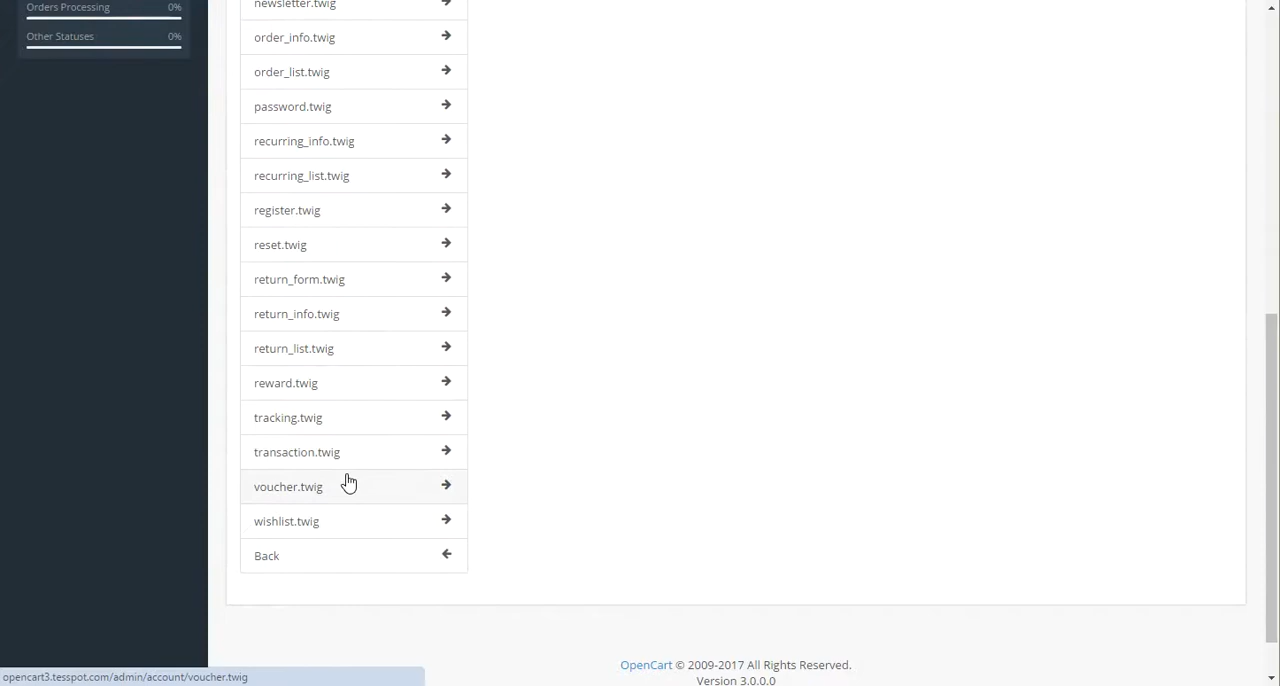 Orders Processing 0%
Other Statuses 0%
newsletter.twig
order_info.twig
order_list.twig
password.twig
recurring_info.twig
recurring_list.twig
register.twig
reset.twig
return_form.twig
return_info.twig
return_list.twig
reward.twig
tracking.twig
transaction.twig
voucher.twig
wishlist.twig
Back
OpenCart © 2009-2017 All Rights Reserved.
Version 3.0.0.0
opencart3.tesspot.com/admin/account/voucher.twig